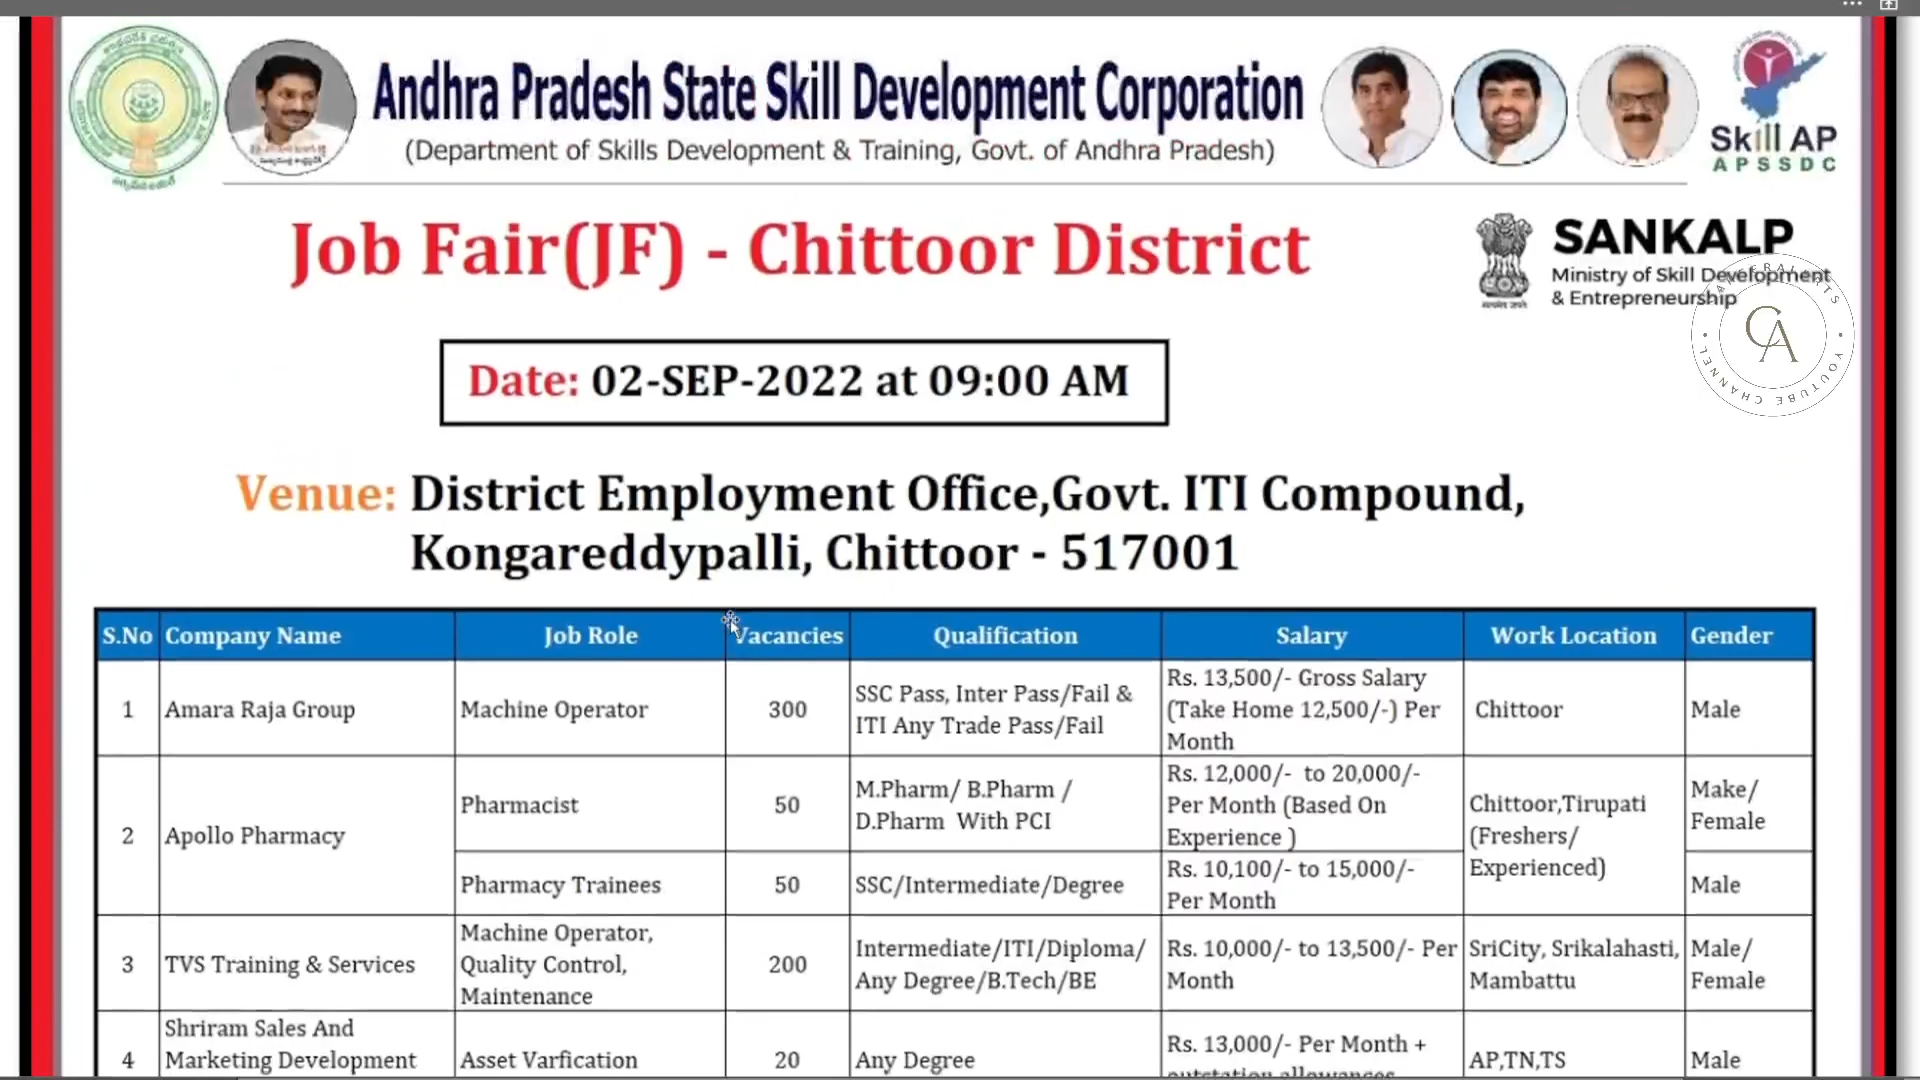 Andhra Pradesh State Skill Development Corporation
(Department of Skills Development & Training, Govt. of Andhra Pradesh)
Skill AP
APSSDC
Job Fair(JF) - Chittoor District
SANKALP
Ministry of Skill Development
& Entrepreneurship
CA
YOUTUBE CHANNEL
Date: 02-SEP-2022 at 09:00 AM
Venue: District Employment Office,Govt. ITI Compound,
Kongareddypalli, Chittoor - 517001
S.No Company Name Job Role Vacancies Qualification Salary Work Location Gender
1 Amara Raja Group Machine Operator 300 SSC Pass, Inter Pass/Fail & ITI Any Trade Pass/Fail Rs. 13,500/- Gross Salary (Take Home 12,500/-) Per Month Chittoor Male
2 Apollo Pharmacy Pharmacist 50 M.Pharm/ B.Pharm / D.Pharm With PCI Rs. 12,000/- to 20,000/- Per Month (Based On Experience ) Chittoor,Tirupati (Freshers/ Experienced) Make/ Female
Pharmacy Trainees 50 SSC/Intermediate/Degree Rs. 10,100/- to 15,000/- Per Month Male
3 TVS Training & Services Machine Operator, Quality Control, Maintenance 200 Intermediate/ITI/Diploma/ Any Degree/B.Tech/BE Rs. 10,000/- to 13,500/- Per Month SriCity, Srikalahasti, Mambattu Male/ Female
4 Shriram Sales And Marketing Development Asset Varfication 20 Any Degree Rs. 13,000/- Per Month + outstation allowances AP,TN,TS Male